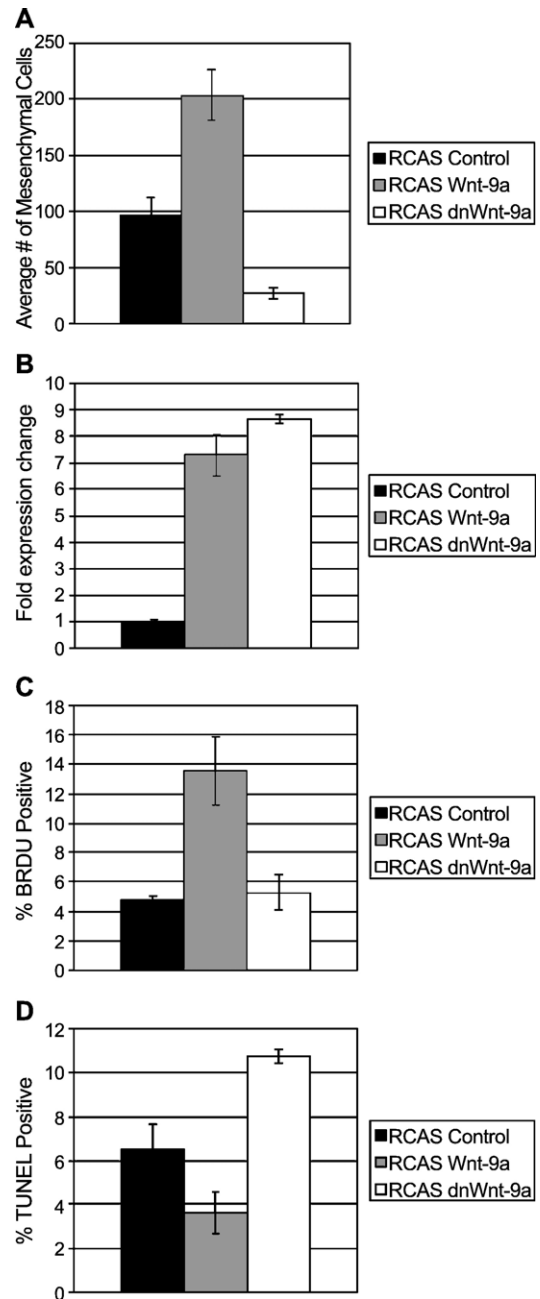 A
Average # of Mesenchymal Cells
250
200
150
100
50
0
RCAS Control
RCAS Wnt-9a
RCAS dnWnt-9a
B
Fold expression change
10
9
8
7
6
5
4
3
2
1
0
RCAS Control
RCAS Wnt-9a
RCAS dnWnt-9a
C
% BRDU Positive
18
16
14
12
10
8
6
4
2
0
RCAS Control
RCAS Wnt-9a
RCAS dnWnt-9a
D
% TUNEL Positive
12
10
8
6
4
2
0
RCAS Control
RCAS Wnt-9a
RCAS dnWnt-9a